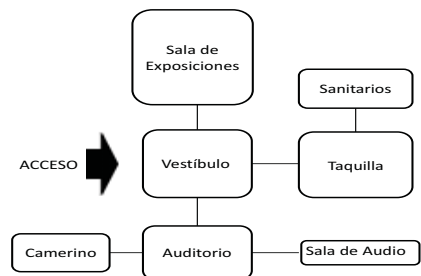 Sala de
Exposiciones
Sanitarios
ACCESO
Vestíbulo
Taquilla
Camerino
Auditorio
Sala de Audio